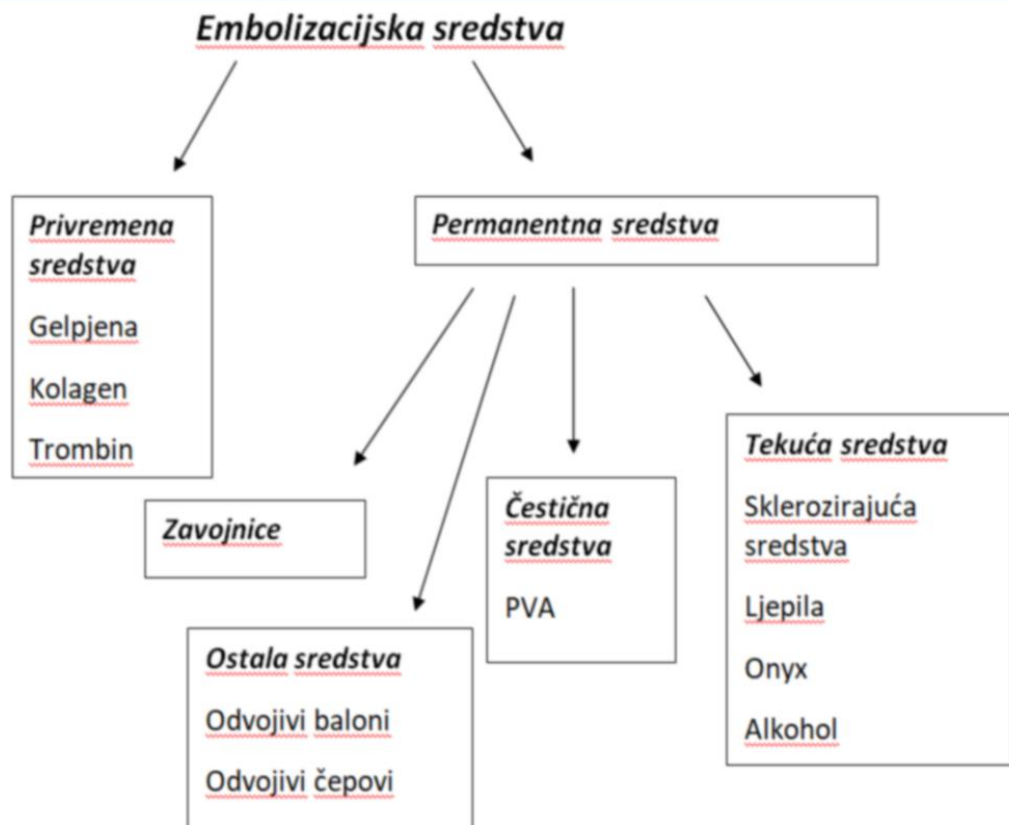 Embolizacijska sredstva
Privremena
sredstva
Gelpjena
Kolagen
Trombin
Permanentna sredstva
Zavojnice
Ostala sredstva
Odvojivi baloni
Odvojivi čepovi
Čestična
sredstva
PVA
Tekuća sredstva
Sklerozirajuća
sredstva
Ljepila
Onyx
Alkohol